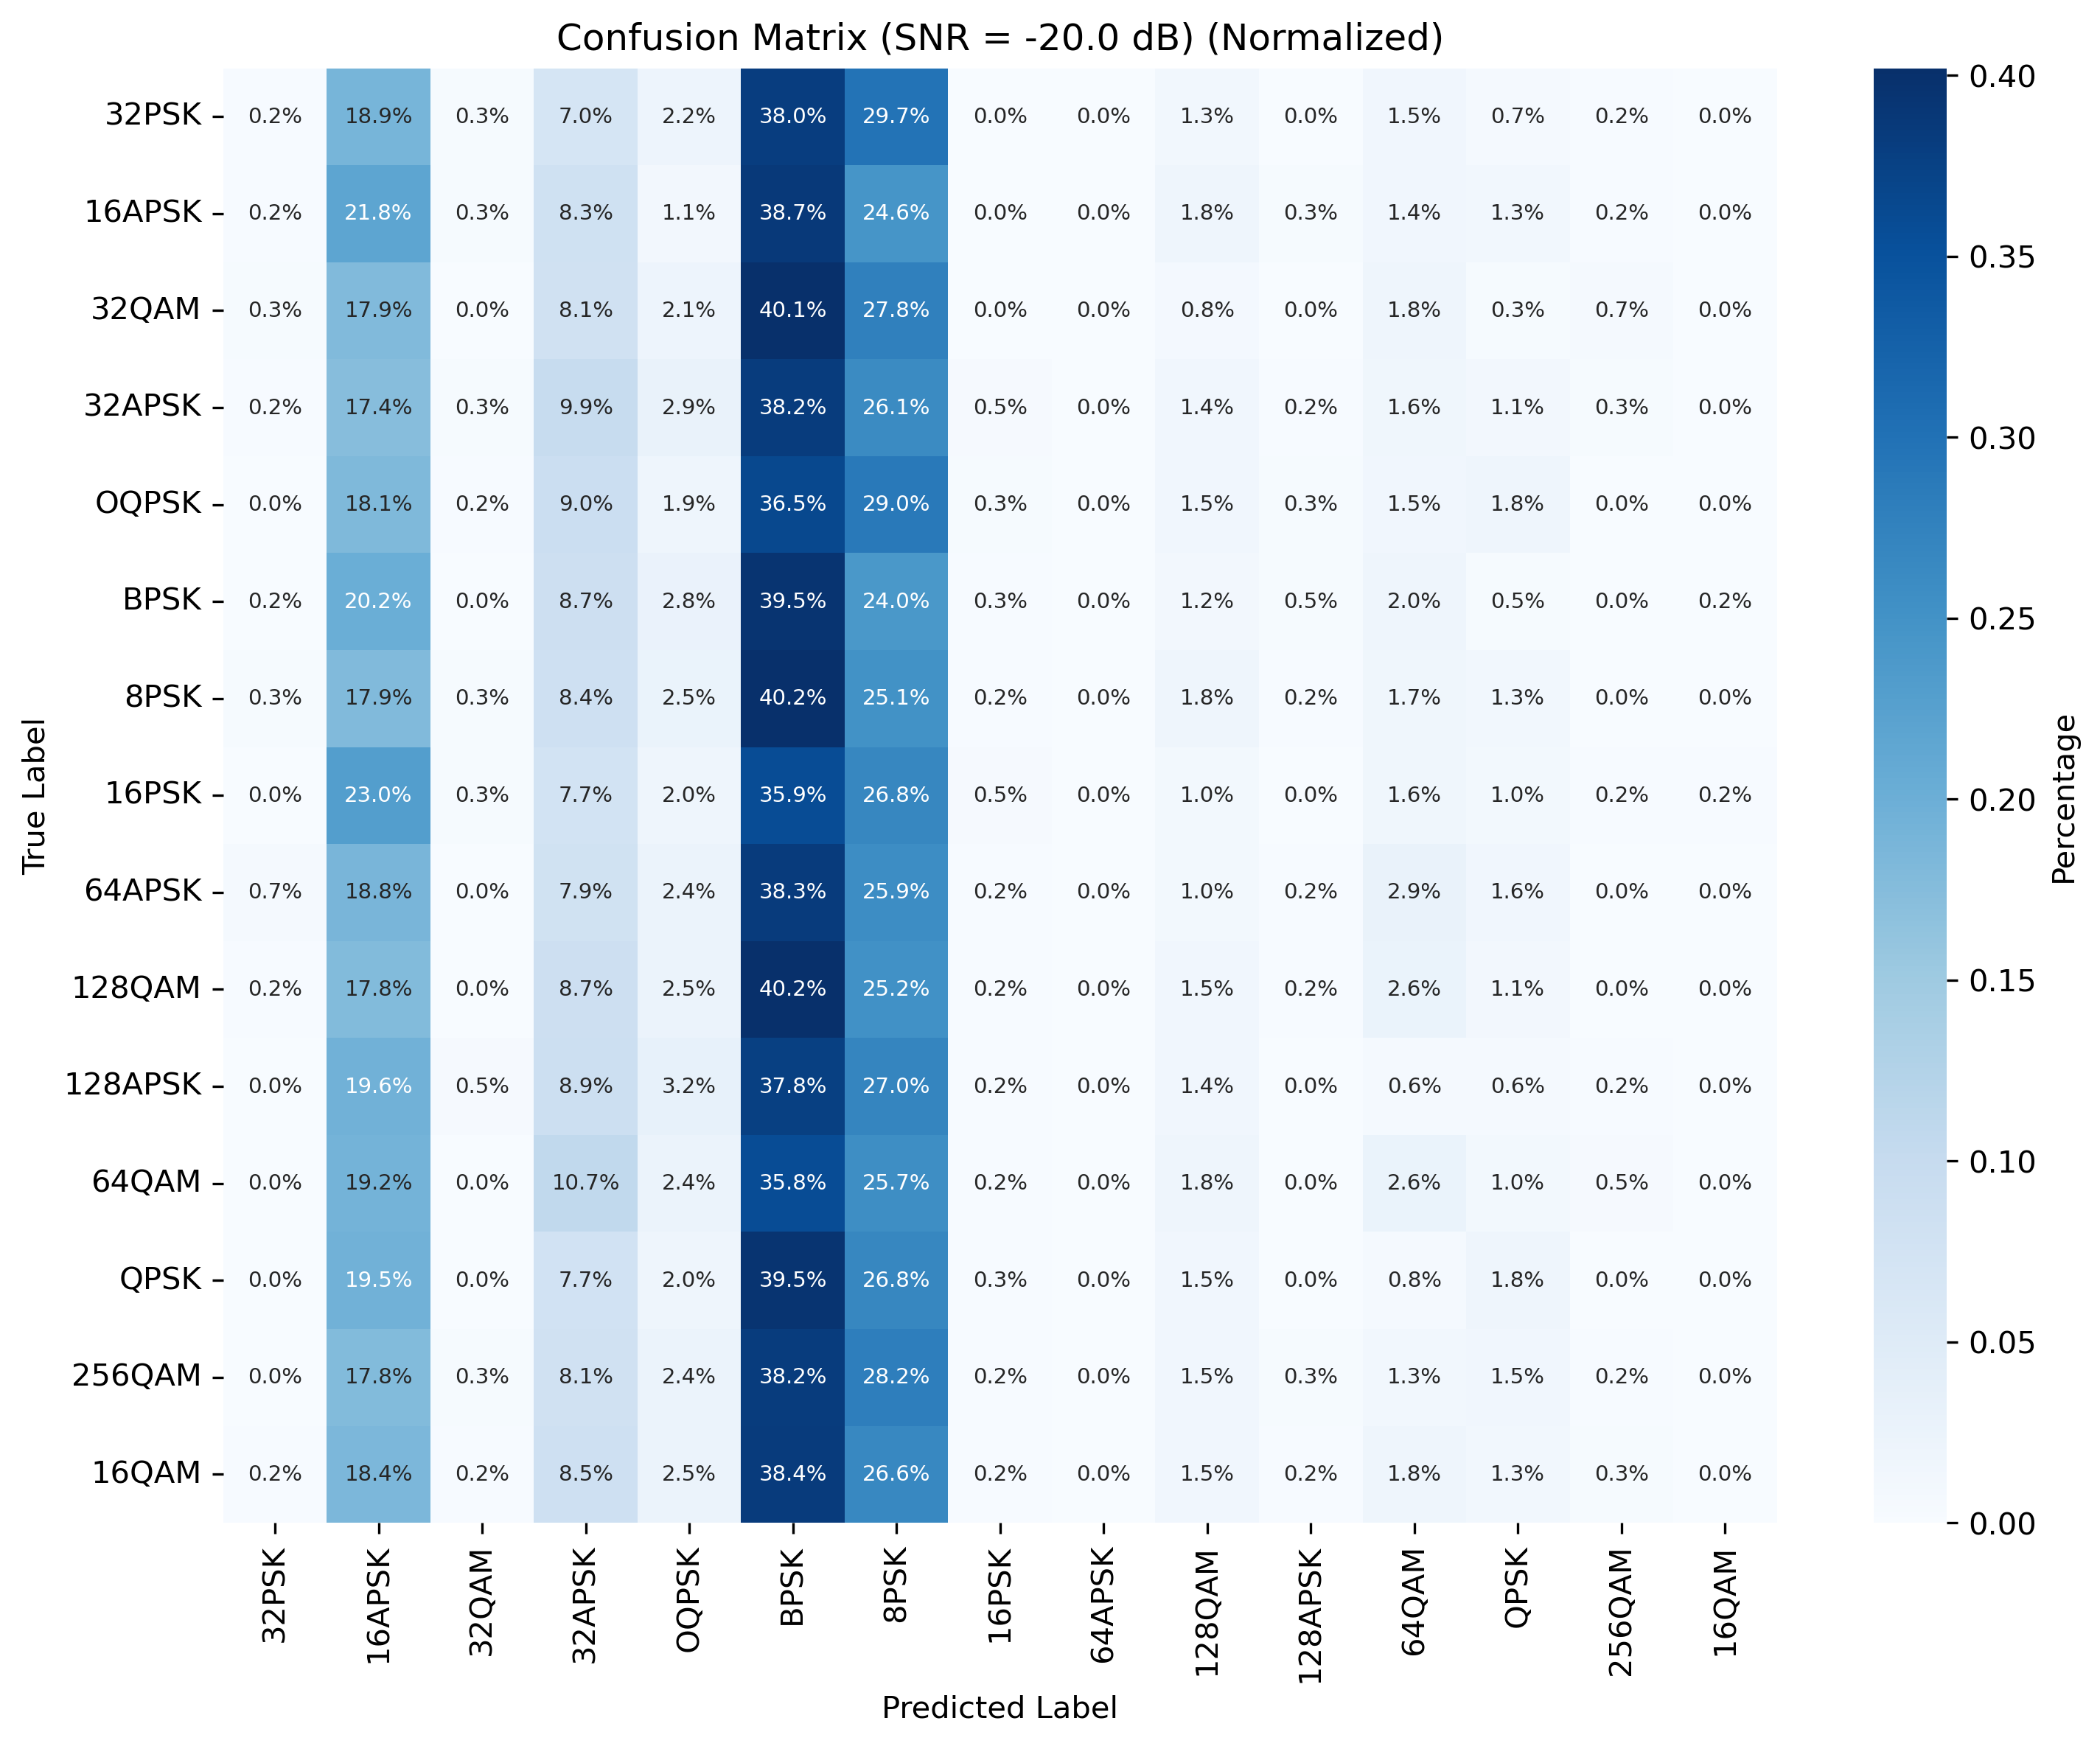 Confusion Matrix (SNR = -20.0 dB) (Normalized)
32PSK 0.2% 18.9% 0.3% 7.0% 2.2% 38.0% 29.7% 0.0% 0.0% 1.3% 0.0% 1.5% 0.7% 0.2% 0.0%
16APSK 0.2% 21.8% 0.3% 8.3% 1.1% 38.7% 24.6% 0.0% 0.0% 1.8% 0.3% 1.4% 1.3% 0.2% 0.0%
32QAM 0.3% 17.9% 0.0% 8.1% 2.1% 40.1% 27.8% 0.0% 0.0% 0.8% 0.0% 1.8% 0.3% 0.7% 0.0%
32APSK 0.2% 17.4% 0.3% 9.9% 2.9% 38.2% 26.1% 0.5% 0.0% 1.4% 0.2% 1.6% 1.1% 0.3% 0.0%
OQPSK 0.0% 18.1% 0.2% 9.0% 1.9% 36.5% 29.0% 0.3% 0.0% 1.5% 0.3% 1.5% 1.8% 0.0% 0.0%
BPSK 0.2% 20.2% 0.0% 8.7% 2.8% 39.5% 24.0% 0.3% 0.0% 1.2% 0.5% 2.0% 0.5% 0.0% 0.2%
8PSK 0.3% 17.9% 0.3% 8.4% 2.5% 40.2% 25.1% 0.2% 0.0% 1.8% 0.2% 1.7% 1.3% 0.0% 0.0%
16PSK 0.0% 23.0% 0.3% 7.7% 2.0% 35.9% 26.8% 0.5% 0.0% 1.0% 0.0% 1.6% 1.0% 0.2% 0.2%
64APSK 0.7% 18.8% 0.0% 7.9% 2.4% 38.3% 25.9% 0.2% 0.0% 1.0% 0.2% 2.9% 1.6% 0.0% 0.0%
128QAM 0.2% 17.8% 0.0% 8.7% 2.5% 40.2% 25.2% 0.2% 0.0% 1.5% 0.2% 2.6% 1.1% 0.0% 0.0%
128APSK 0.0% 19.6% 0.5% 8.9% 3.2% 37.8% 27.0% 0.2% 0.0% 1.4% 0.0% 0.6% 0.6% 0.2% 0.0%
64QAM 0.0% 19.2% 0.0% 10.7% 2.4% 35.8% 25.7% 0.2% 0.0% 1.8% 0.0% 2.6% 1.0% 0.5% 0.0%
QPSK 0.0% 19.5% 0.0% 7.7% 2.0% 39.5% 26.8% 0.3% 0.0% 1.5% 0.0% 0.8% 1.8% 0.0% 0.0%
256QAM 0.0% 17.8% 0.3% 8.1% 2.4% 38.2% 28.2% 0.2% 0.0% 1.5% 0.3% 1.3% 1.5% 0.2% 0.0%
16QAM 0.2% 18.4% 0.2% 8.5% 2.5% 38.4% 26.6% 0.2% 0.0% 1.5% 0.2% 1.8% 1.3% 0.3% 0.0%
32PSK 16APSK 32QAM 32APSK OQPSK BPSK 8PSK 16PSK 64APSK 128QAM 128APSK 64QAM QPSK 256QAM 16QAM
Predicted Label
True Label
0.40
0.35
0.30
0.25
0.20
0.15
0.10
0.05
0.00
Percentage